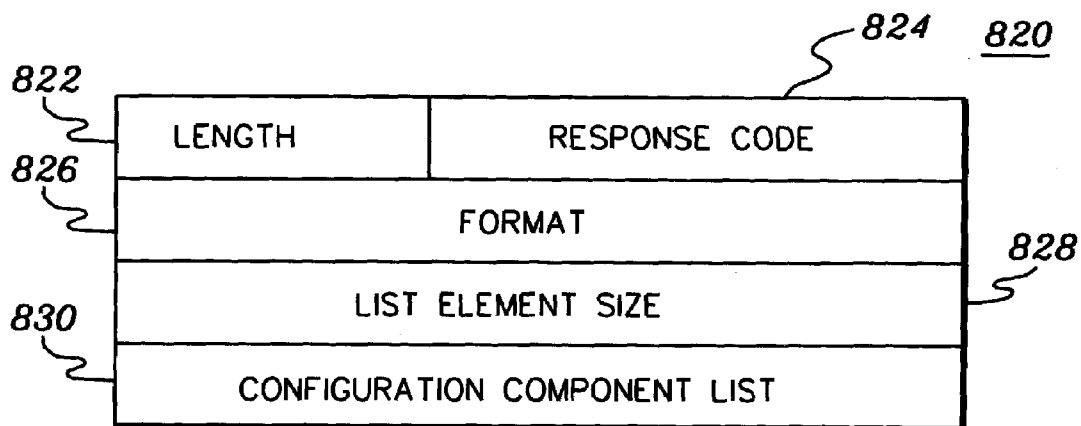 824
820
822
LENGTH
RESPONSE CODE
826
FORMAT
828
LIST ELEMENT SIZE
830
CONFIGURATION COMPONENT LIST